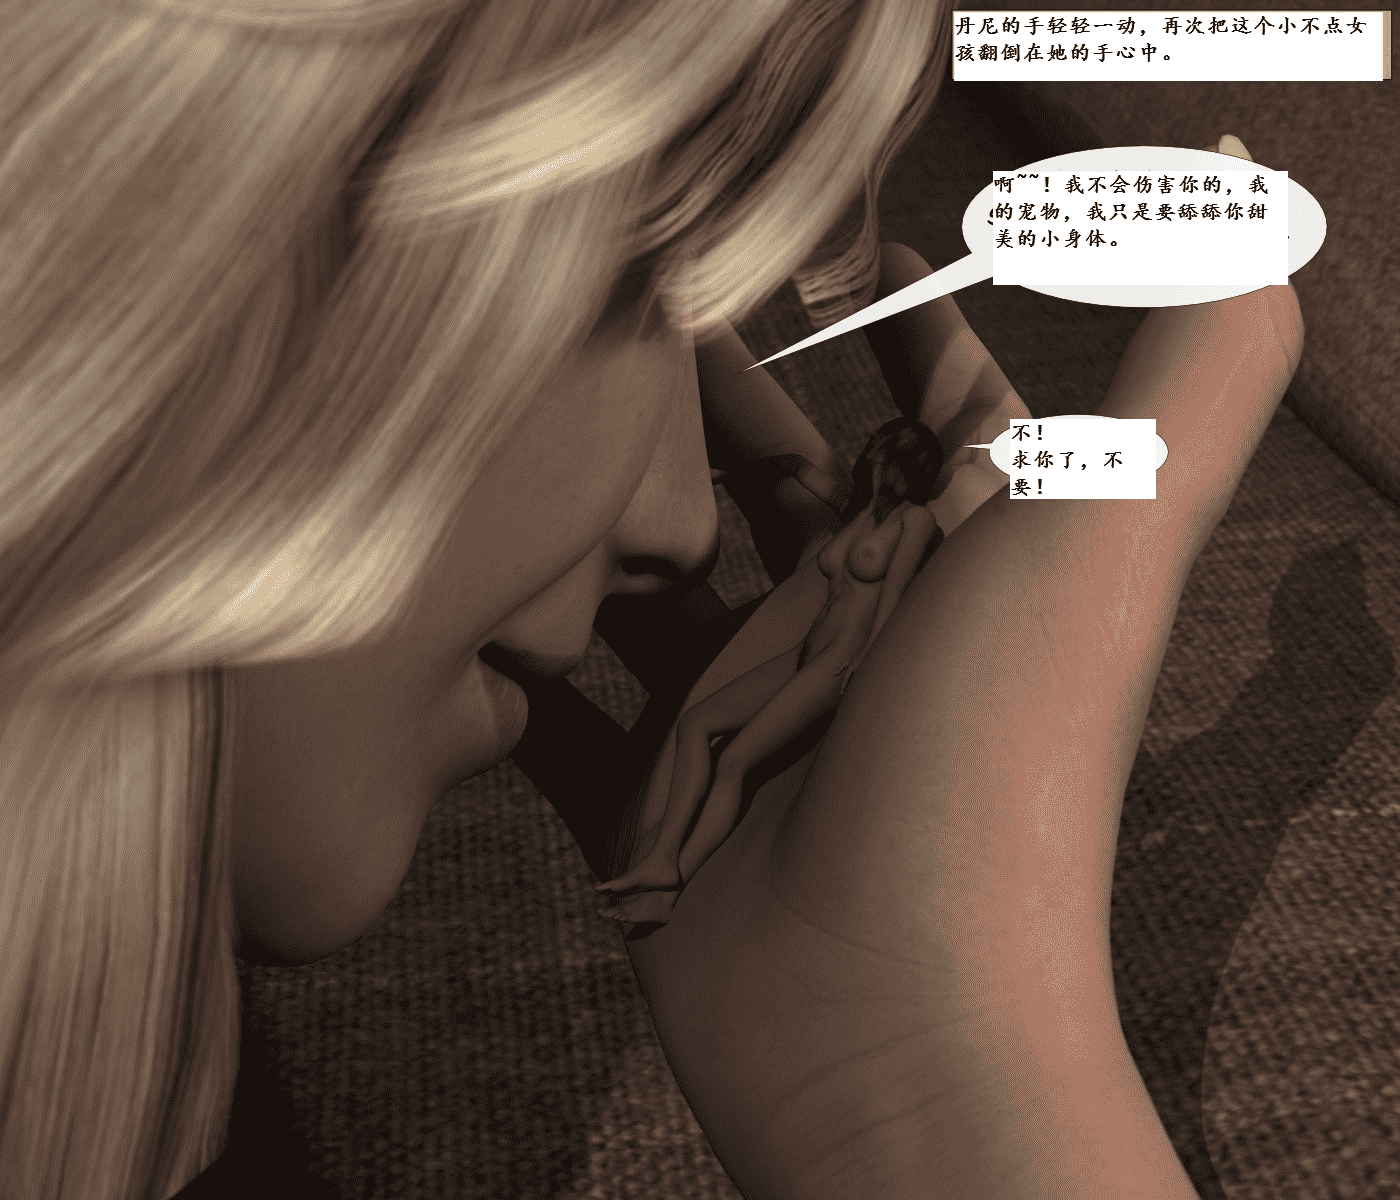 丹尼的手轻轻一动，再次把这个小不点女
孩翻倒在她的手心中。
啊~~！我不会伤害你的，我
的宠物，我只是要舔舔你甜
美的小身体。
不！
求你了，不
要！